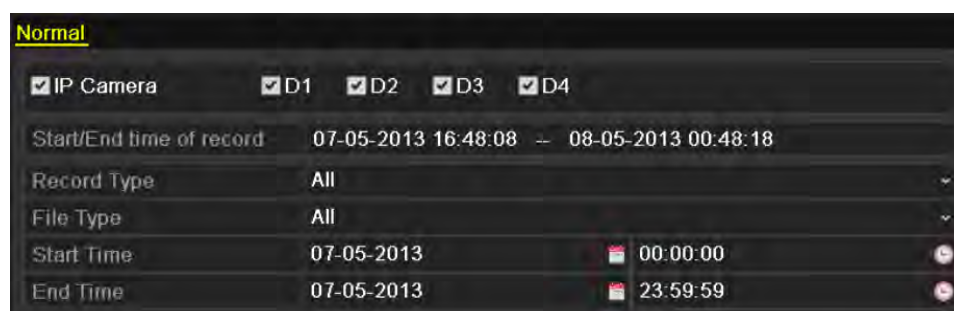 Normal
IP Camera D1 D2 D3 D4
Start/End time of record 07-05-2013 16:48:08 -- 08-05-2013 00:48:18
Record Type All
File Type All
Start Time 07-05-2013 00:00:00
End Time 07-05-2013 23:59:59